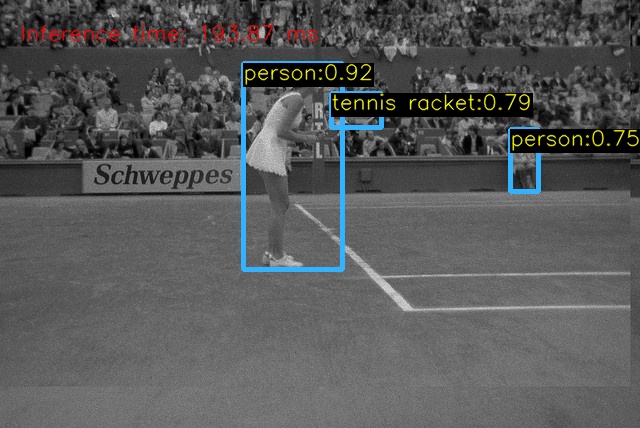 Inference time: 193.87 ms
person:0.92
tennis racket:0.79
person:0.75
Schweppes